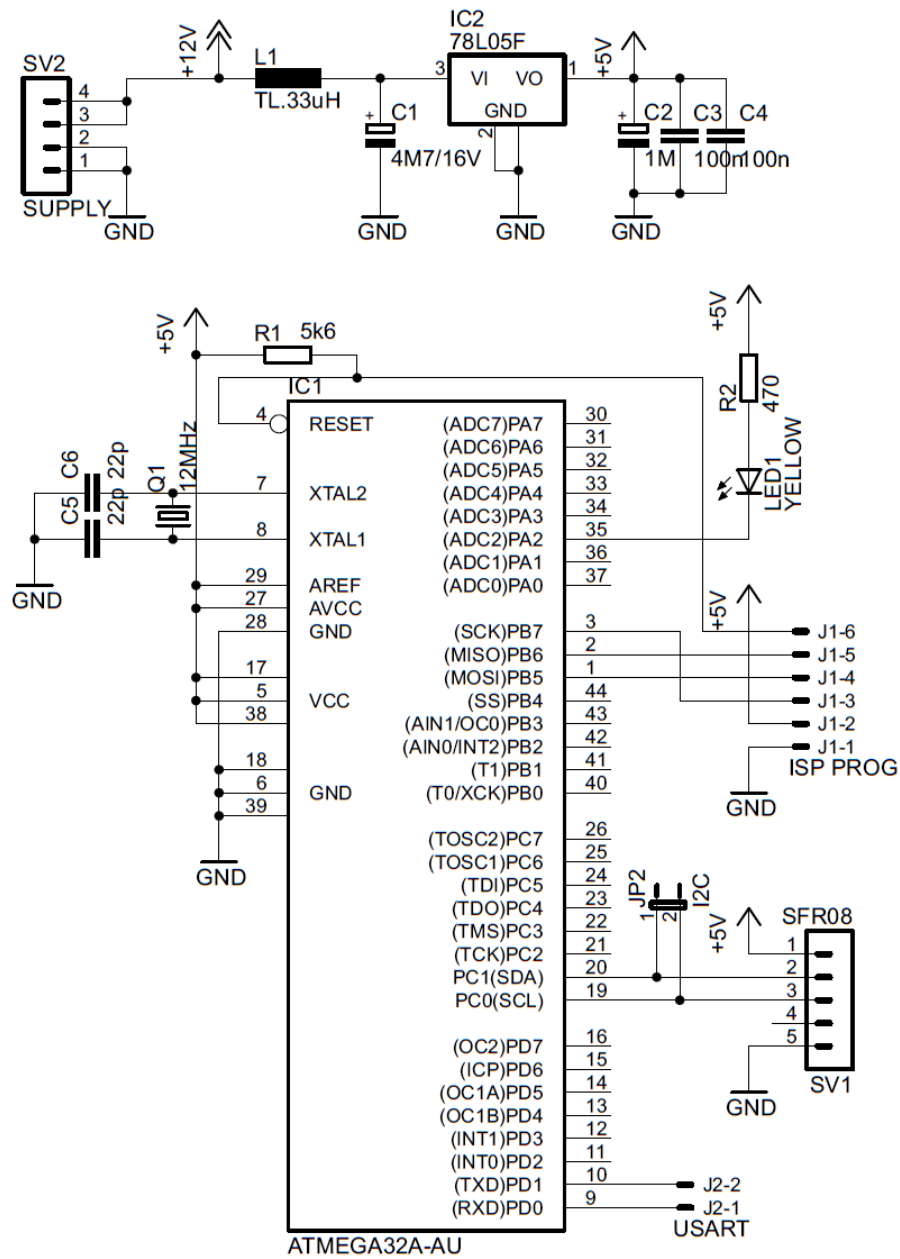 IC2
78L05F
+12V
L1
TL.33uH
3
VI
VO
1
GND
2
+5V
SV2
4
3
2
1
SUPPLY
GND
+
C1
4M7/16V
GND
GND
+
C2
1M
C3
100n
C4
100n
GND
+5V
R1
5k6
IC1
+5V
R2
470
LED1
YELLOW
C6
22p
C5
22p
Q1
12MHz
GND
4 RESET
7 XTAL2
8 XTAL1
29 AREF
27 AVCC
28 GND
17
5 VCC
38
18
6 GND
39
GND
(ADC7)PA7 30
(ADC6)PA6 31
(ADC5)PA5 32
(ADC4)PA4 33
(ADC3)PA3 34
(ADC2)PA2 35
(ADC1)PA1 36
(ADC0)PA0 37
(SCK)PB7 3
(MISO)PB6 2
(MOSI)PB5 1
(SS)PB4 44
(AIN1/OC0)PB3 43
(AIN0/INT2)PB2 42
(T1)PB1 41
(T0/XCK)PB0 40
(TOSC2)PC7 26
(TOSC1)PC6 25
(TDI)PC5 24
(TDO)PC4 23
(TMS)PC3 22
(TCK)PC2 21
PC1(SDA) 20
PC0(SCL) 19
(OC2)PD7 16
(ICP)PD6 15
(OC1A)PD5 14
(OC1B)PD4 13
(INT1)PD3 12
(INT0)PD2 11
(TXD)PD1 10
(RXD)PD0 9
ATMEGA32A-AU
+5V
J1-6
J1-5
J1-4
J1-3
J1-2
J1-1
ISP PROG
GND
JP2
1
2
I2C
+5V
SFR08
1
2
3
4
5
SV1
GND
J2-2
J2-1
USART